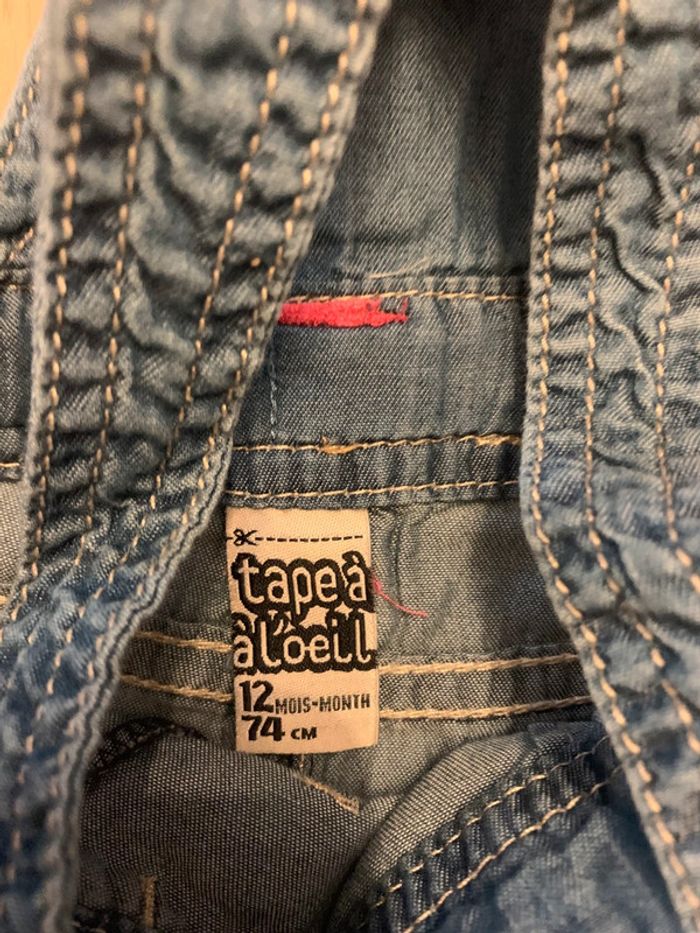 tape à
à l'oeil
12 MOIS-MONTH
74 CM